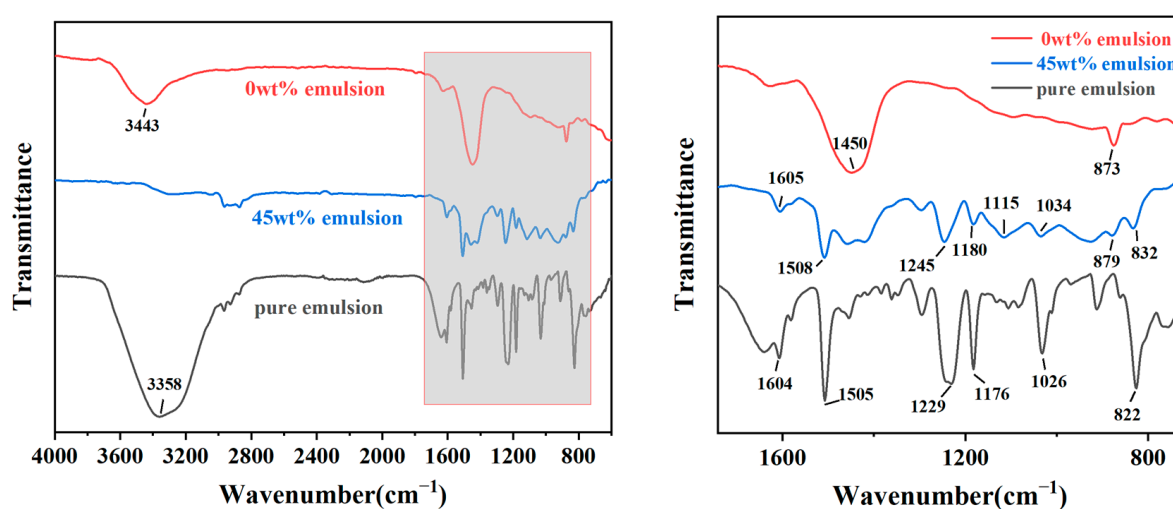 Transmittance
0wt% emulsion
3443
45wt% emulsion
pure emulsion
3358
4000 3600 3200 2800 2400 2000 1600 1200 800
Wavenumber(cm⁻¹)
Transmittance
0wt% emulsion
45wt% emulsion
pure emulsion
1450
873
1605
1115
1034
1508
1245
1180
879
832
1604
1505
1229
1176
1026
822
1600 1200 800
Wavenumber(cm⁻¹)